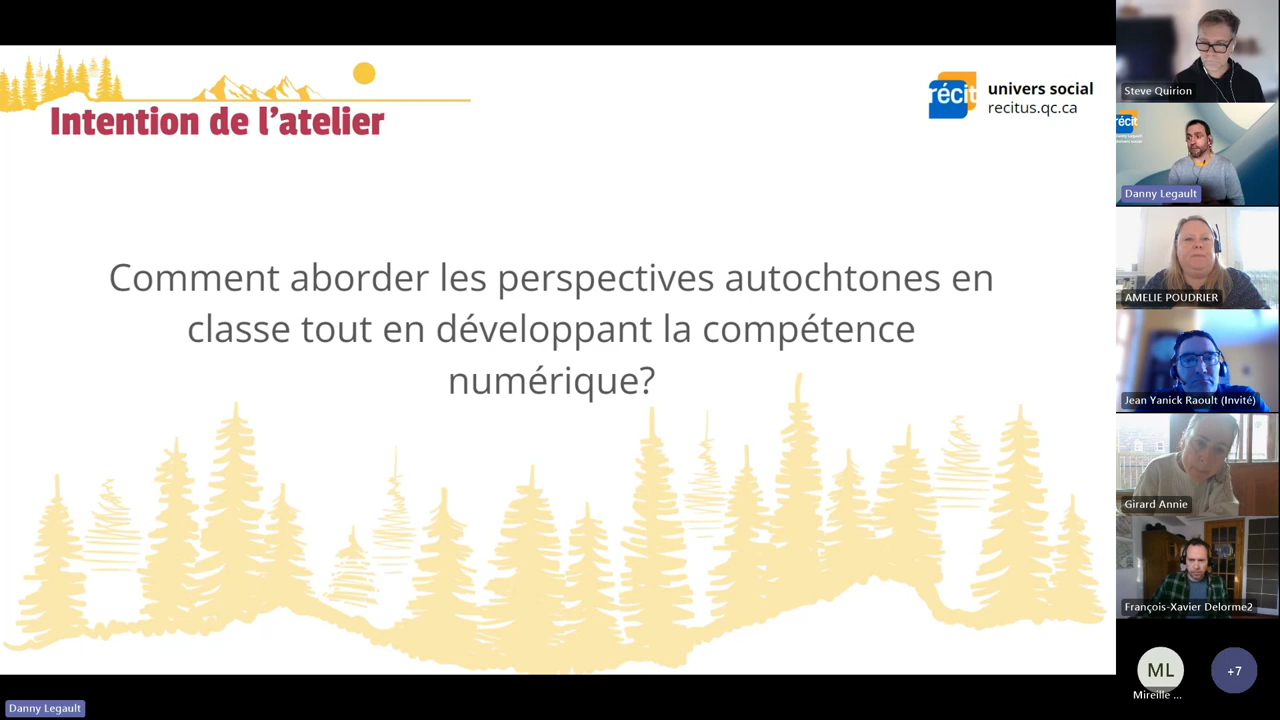 Intention de l'atelier
récit
univers social
recitus.qc.ca
Comment aborder les perspectives autochtones en
classe tout en développant la compétence
numérique?
Danny Legault
Steve Quirion
récit
Danny Legault
AMELIE POUDRIER
Jean Yanick Raoult (Invité)
Girard Annie
François-Xavier Delorme2
ML
Mireille ...
+7